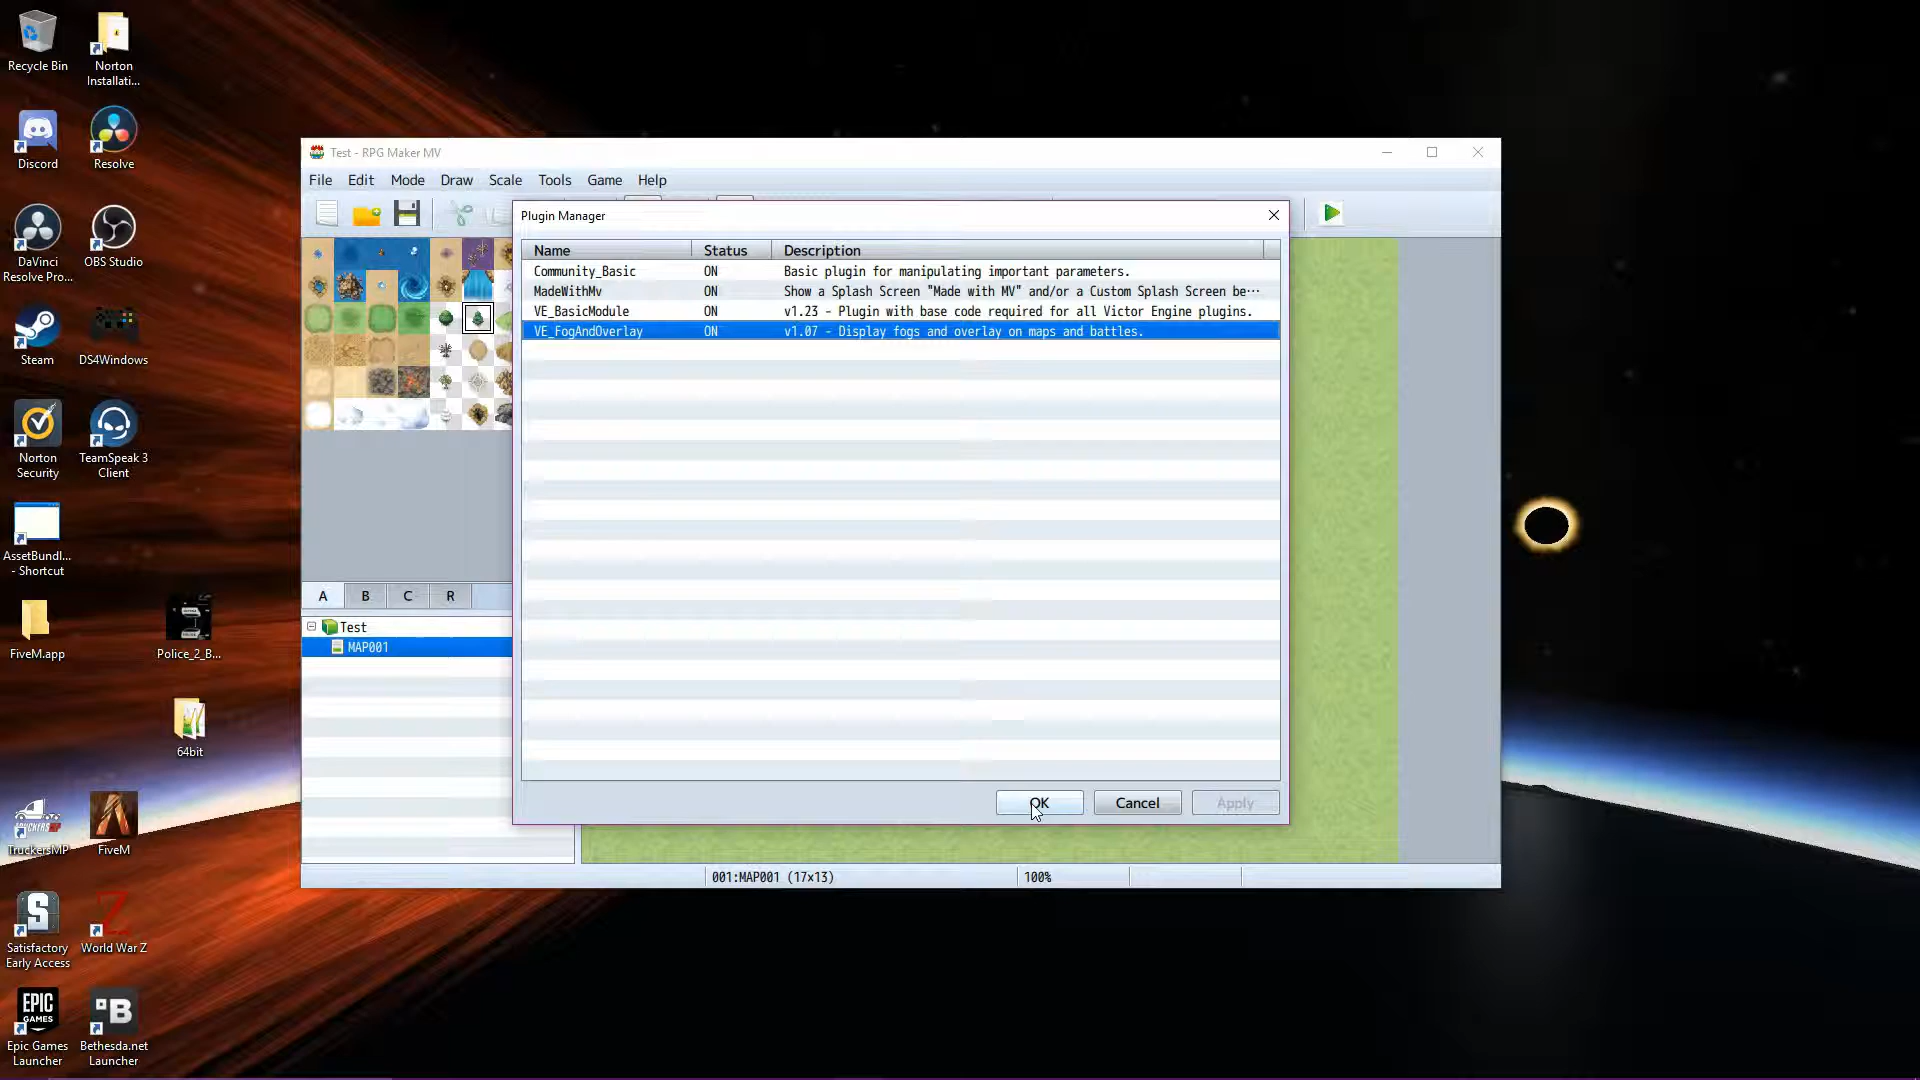 Recycle Bin
Norton
Installati...
Discord
Resolve
DaVinci
Resolve Pro...
OBS Studio
Steam
DS4Windows
Norton
Security
TeamSpeak 3
Client
AssetBundl...
- Shortcut
FiveM.app
Police_2_B...
64bit
TruckersMP
FiveM
Satisfactory
Early Access
World War Z
EPIC
GAMES
Epic Games
Launcher
B
Bethesda.net
Launcher
Test - RPG Maker MV
File Edit Mode Draw Scale Tools Game Help
Plugin Manager
Name Status Description
Community_Basic ON Basic plugin for manipulating important parameters.
MadeWithMv ON Show a Splash Screen "Made with MV" and/or a Custom Splash Screen be...
VE_BasicModule ON v1.23 - Plugin with base code required for all Victor Engine plugins.
VE_FogAndOverlay ON v1.07 - Display fogs and overlay on maps and battles.
A B C R
Test
MAP001
OK Cancel Apply
001:MAP001 (17×13) 100%